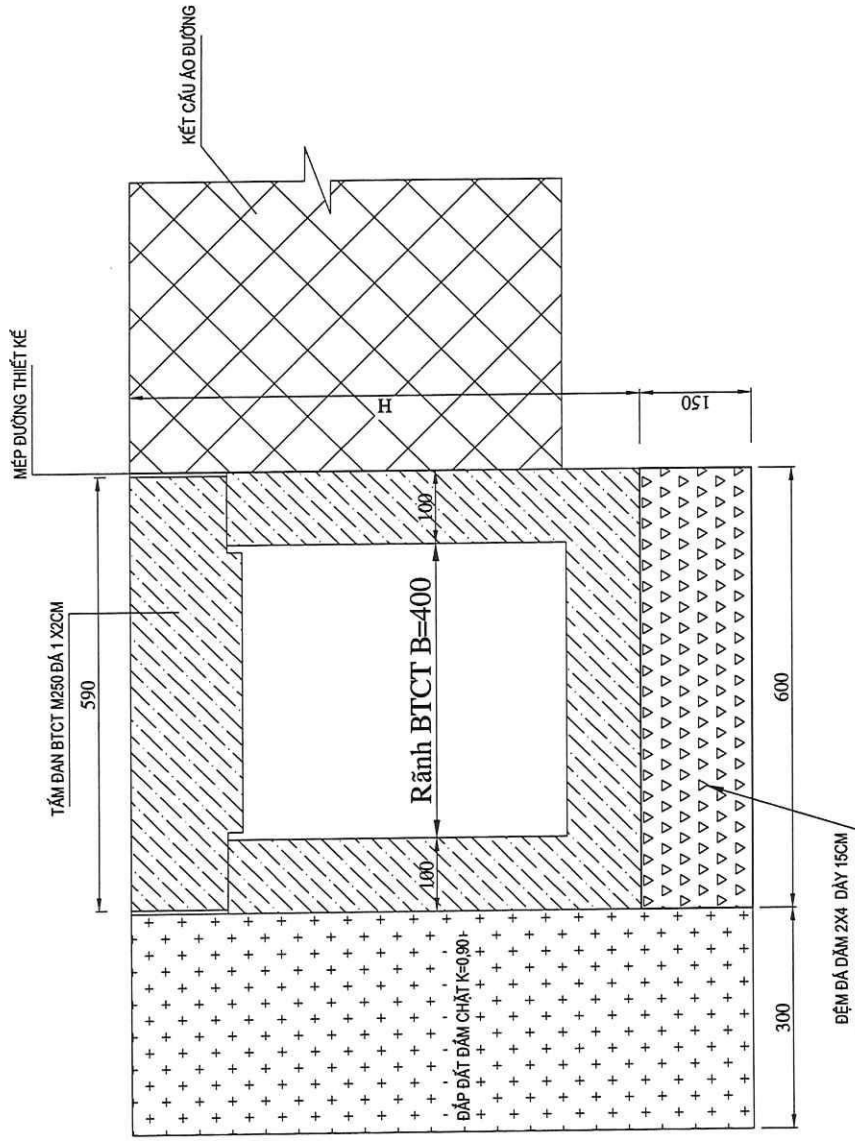 KẾT CẤU ÁO ĐƯỜNG
MÉP ĐƯỜNG THIẾT KẾ
TẤM ĐAN BTCT M250 ĐÁ 1X2CM
590
H
150
100
Rãnh BTCT B=400
100
ĐẮP ĐẤT ĐẦM CHẶT K=0,90
600
300
ĐỆM ĐÁ DĂM 2X4 DÀY 15CM